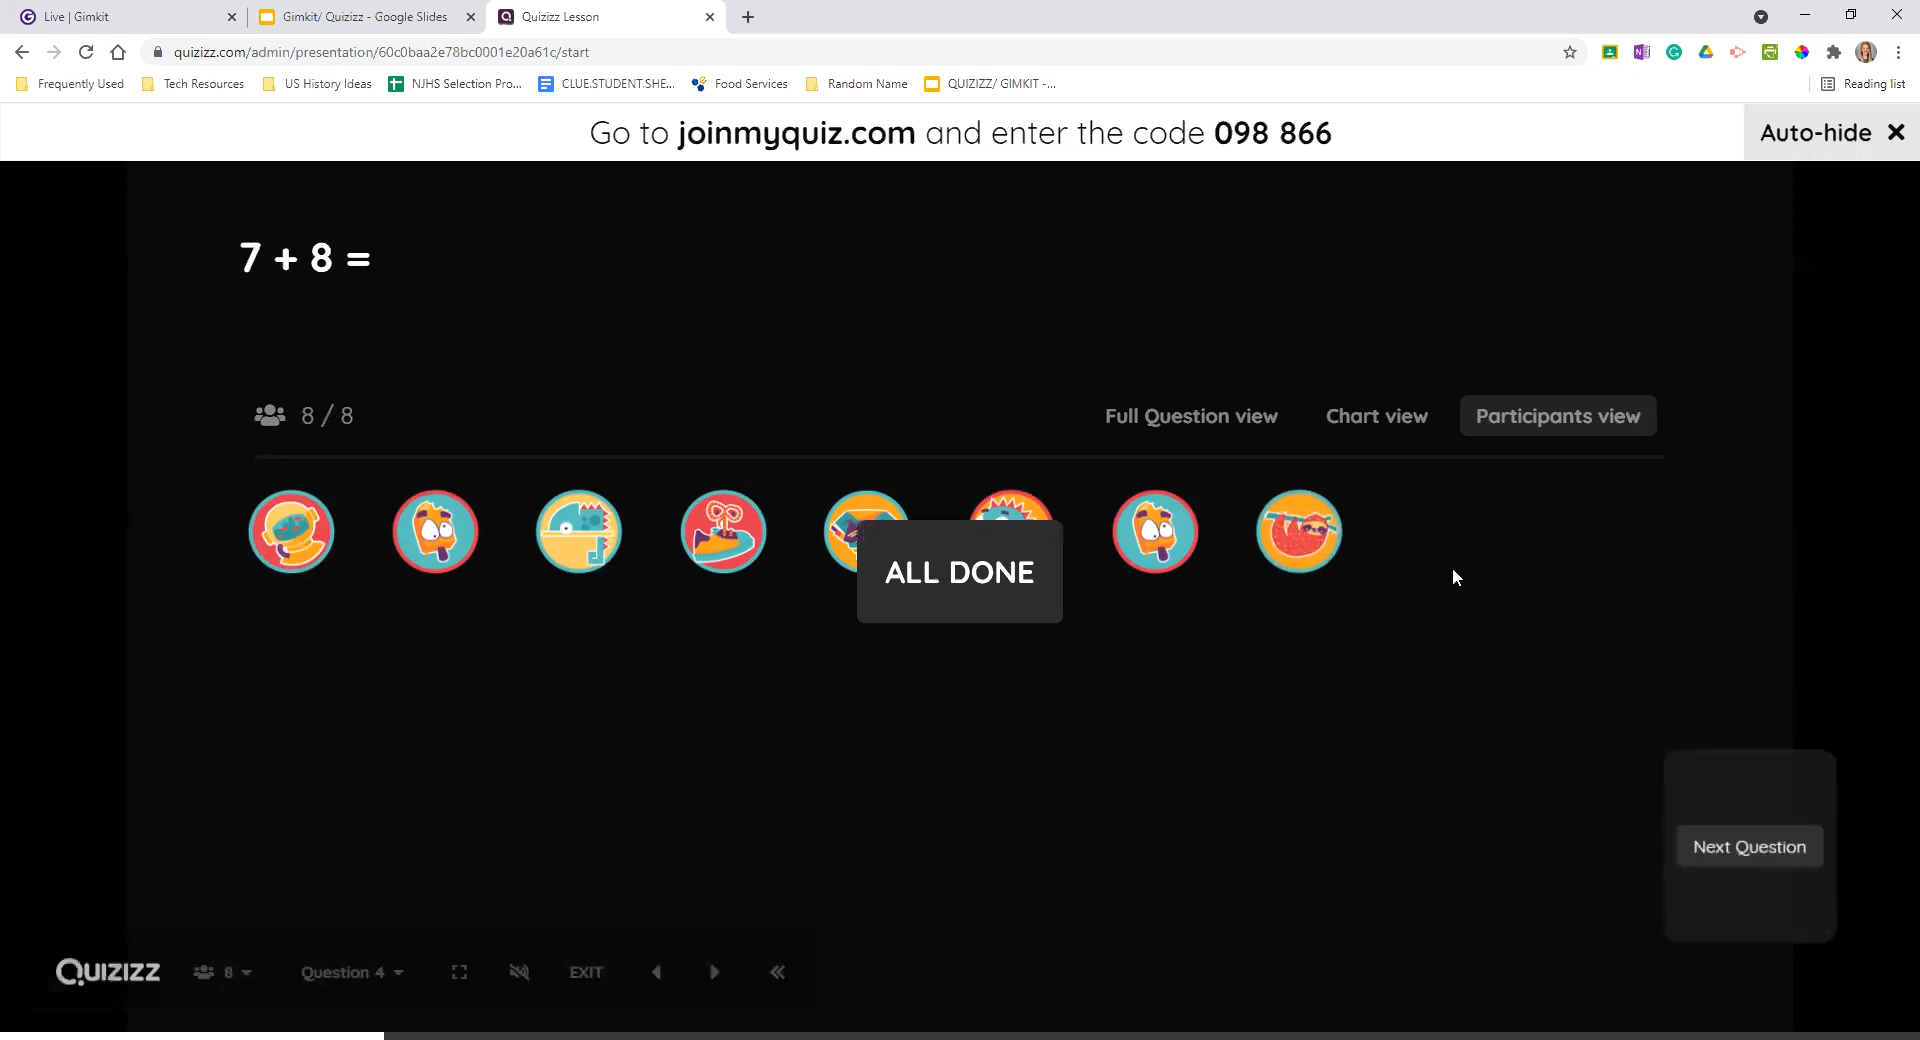 Live | Gimkit
Gimkit/ Quizizz - Google Slides
Quizizz Lesson
quizizz.com/admin/presentation/60c0baa2e78bc0001e20a61c/start
Frequently Used
Tech Resources
US History Ideas
NJHS Selection Pro...
CLUE.STUDENT.SHE...
Food Services
Random Name
QUIZIZZ/ GIMKIT -...
Reading list
Go to joinmyquiz.com and enter the code 098 866
Auto-hide
7 + 8 =
8 / 8
Full Question view
Chart view
Participants view
ALL DONE
Next Question
QUIZIZZ
8
Question 4
EXIT